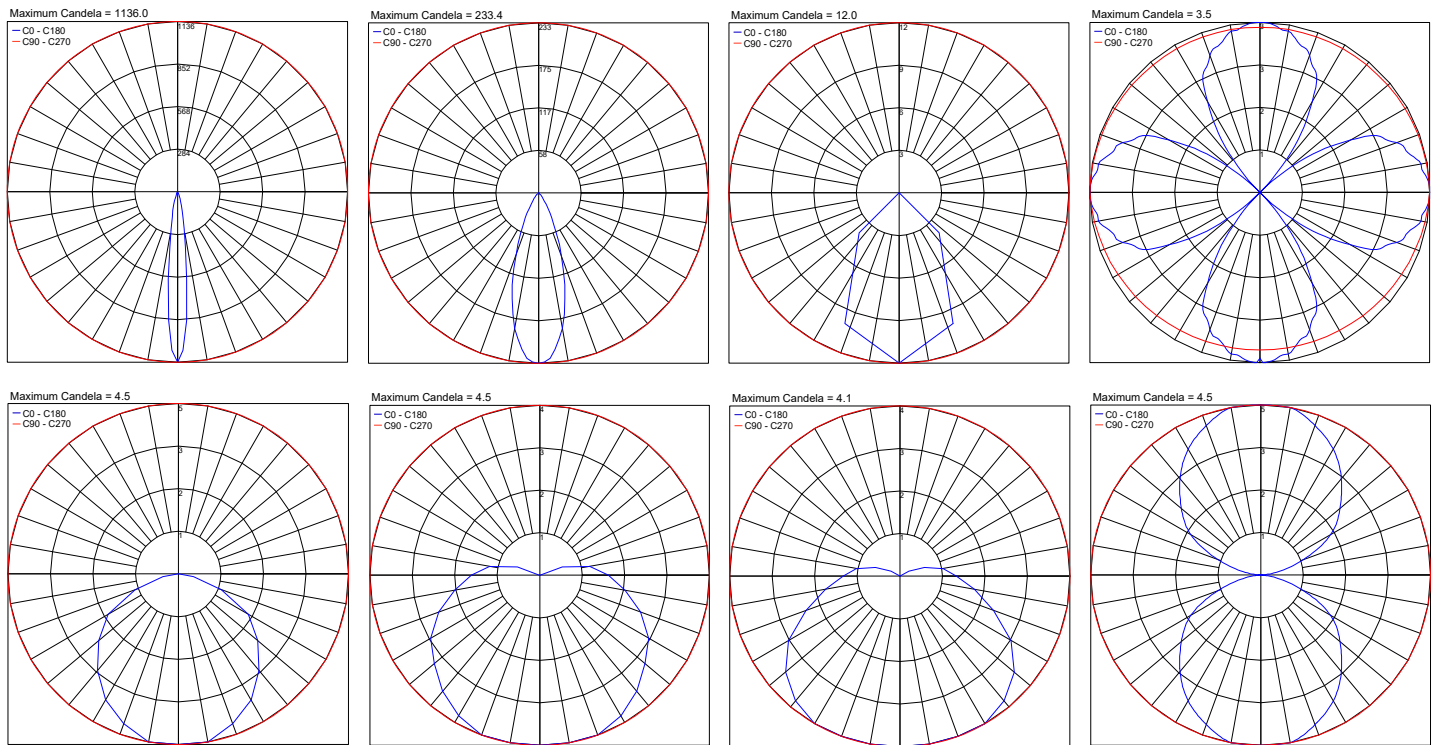 Maximum Candela = 1136.0
C0 - C180
C90 - C270
1136
852
568
284
Maximum Candela = 233.4
C0 - C180
C90 - C270
233
175
117
58
Maximum Candela = 12.0
C0 - C180
C90 - C270
12
9
6
3
Maximum Candela = 3.5
C0 - C180
C90 - C270
3
2
1
Maximum Candela = 4.5
C0 - C180
C90 - C270
5
3
2
1
Maximum Candela = 4.5
C0 - C180
C90 - C270
4
3
2
1
Maximum Candela = 4.1
C0 - C180
C90 - C270
4
3
2
1
Maximum Candela = 4.5
C0 - C180
C90 - C270
5
3
2
1